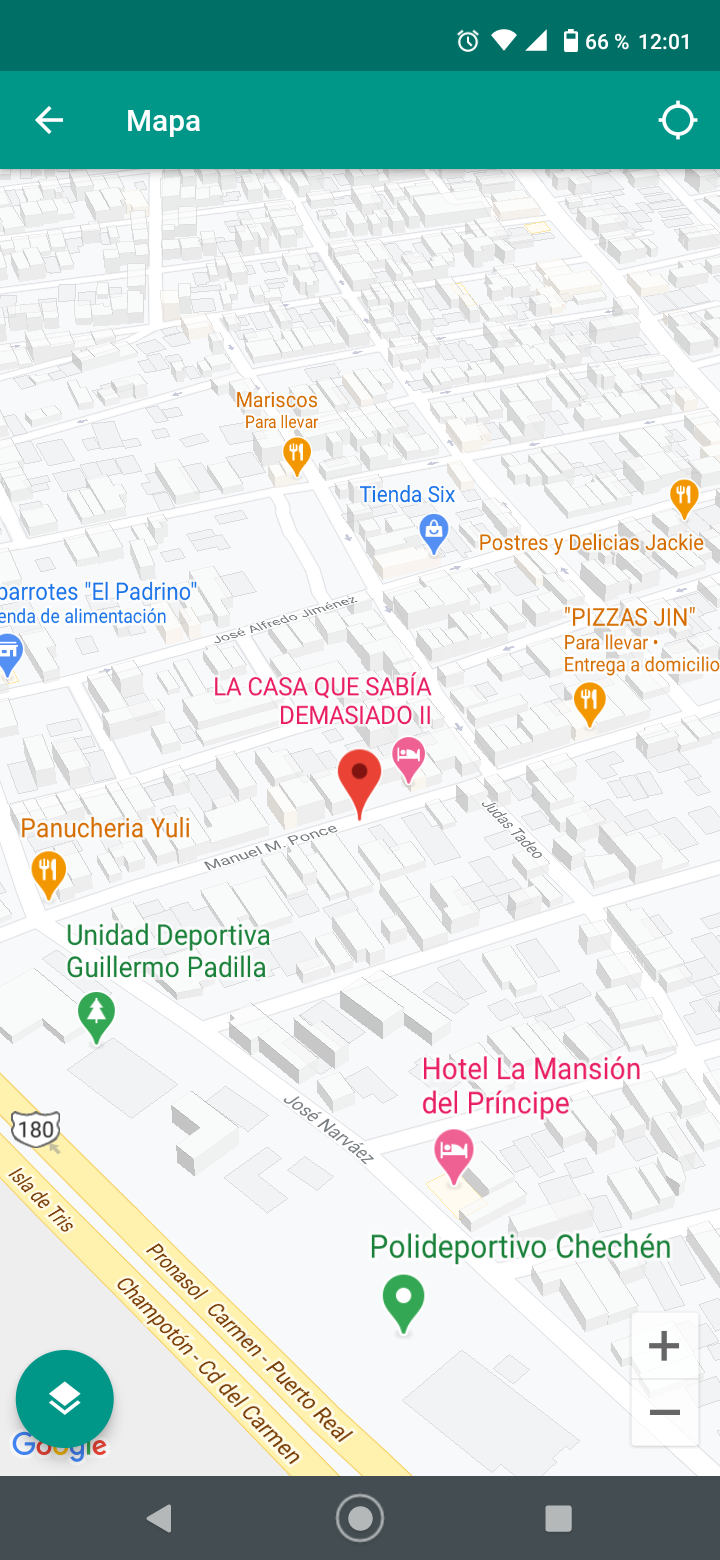 66 % 12:01
Mapa
Mariscos
Para llevar
Tienda Six
Postres y Delicias Jackie
parrotes "El Padrino"
enda de alimentación
José Alfredo Jiménez
"PIZZAS JIN"
Para llevar •
Entrega a domicilio
LA CASA QUE SABÍA
DEMASIADO II
Judas Tadeo
Panucheria Yuli
Manuel M. Ponce
Unidad Deportiva
Guillermo Padilla
Hotel La Mansión
del Príncipe
180
José Narváez
Isla de Tris
Polideportivo Chechén
Pronasol
Carmen - Puerto Real
Champotón - Cd del Carmen
Google